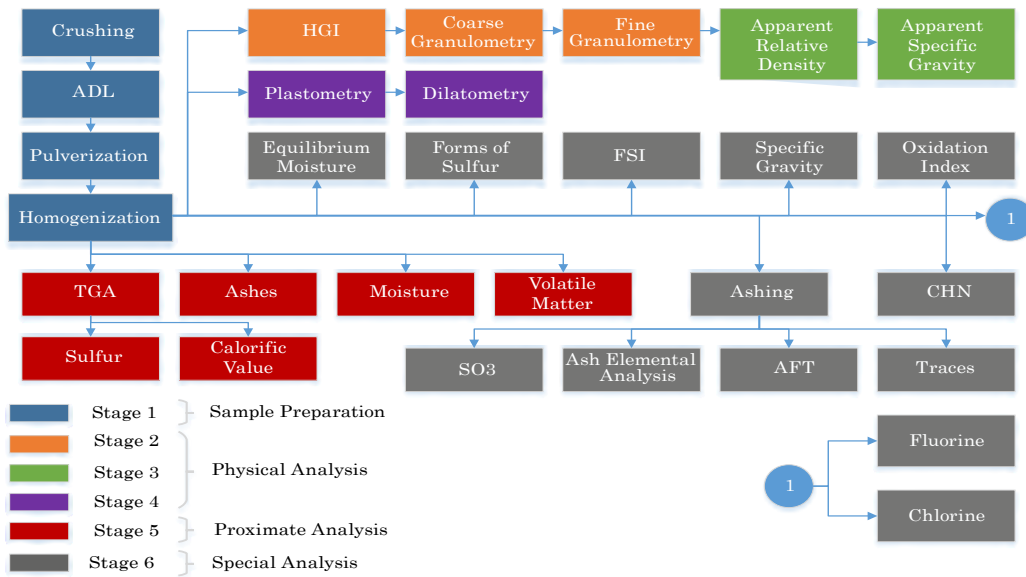 Crushing
HGI
Coarse
Granulometry
Fine
Granulometry
Apparent
Relative
Density
Apparent
Specific
Gravity
ADL
Plastometry
Dilatometry
Pulverization
Equilibrium
Moisture
Forms of
Sulfur
FSI
Specific
Gravity
Oxidation
Index
Homogenization
1
TGA
Ashes
Moisture
Volatile
Matter
Ashing
CHN
Sulfur
Calorific
Value
SO3
Ash Elemental
Analysis
AFT
Traces
Stage 1
Sample Preparation
Stage 2
Stage 3
Physical Analysis
Stage 4
Stage 5
Proximate Analysis
Stage 6
Special Analysis
1
Fluorine
Chlorine